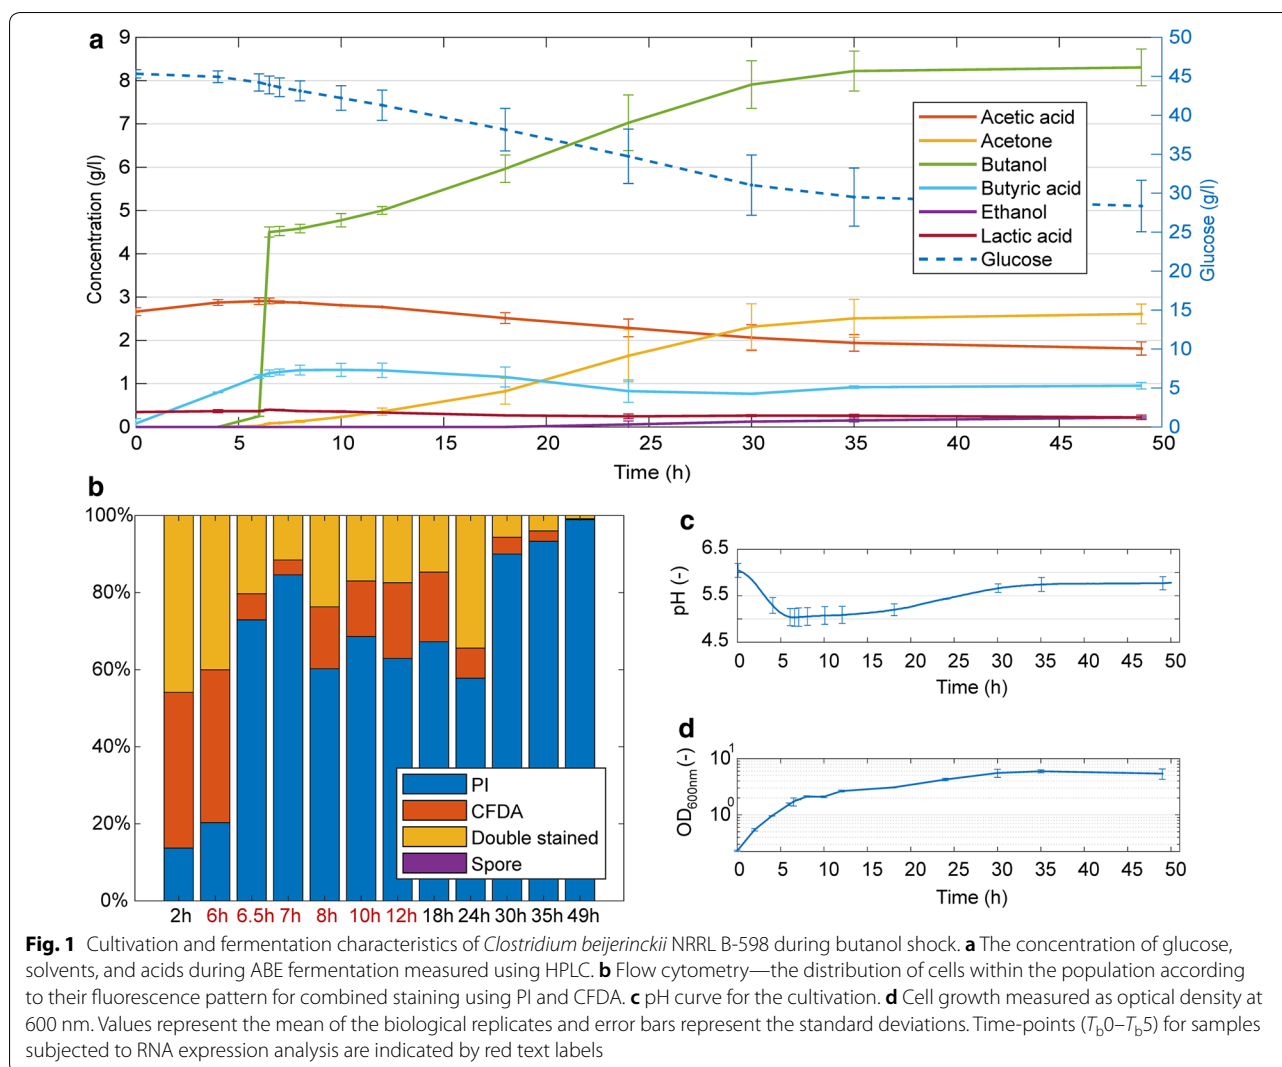 a
9
8
7
6
5
4
3
2
1
0
Concentration (g/l)
50
45
40
35
30
25
20
15
10
5
0
Glucose (g/l)
Acetic acid
Acetone
Butanol
Butyric acid
Ethanol
Lactic acid
Glucose
0 5 10 15 20 25 30 35 40 45 50
Time (h)
b
100%
80%
60%
40%
20%
0%
PI
CFDA
Double stained
Spore
2h 6h 6.5h 7h 8h 10h 12h 18h 24h 30h 35h 49h
c
6.5
5.5
4.5
pH (-)
0 5 10 15 20 25 30 35 40 45 50
Time (h)
d
10¹
10⁰
OD600nm (-)
0 5 10 15 20 25 30 35 40 45 50
Time (h)
Fig. 1 Cultivation and fermentation characteristics of Clostridium beijerinckii NRRL B-598 during butanol shock. a The concentration of glucose,
solvents, and acids during ABE fermentation measured using HPLC. b Flow cytometry—the distribution of cells within the population according
to their fluorescence pattern for combined staining using PI and CFDA. c pH curve for the cultivation. d Cell growth measured as optical density at
600 nm. Values represent the mean of the biological replicates and error bars represent the standard deviations. Time-points (Tb0–Tb5) for samples
subjected to RNA expression analysis are indicated by red text labels